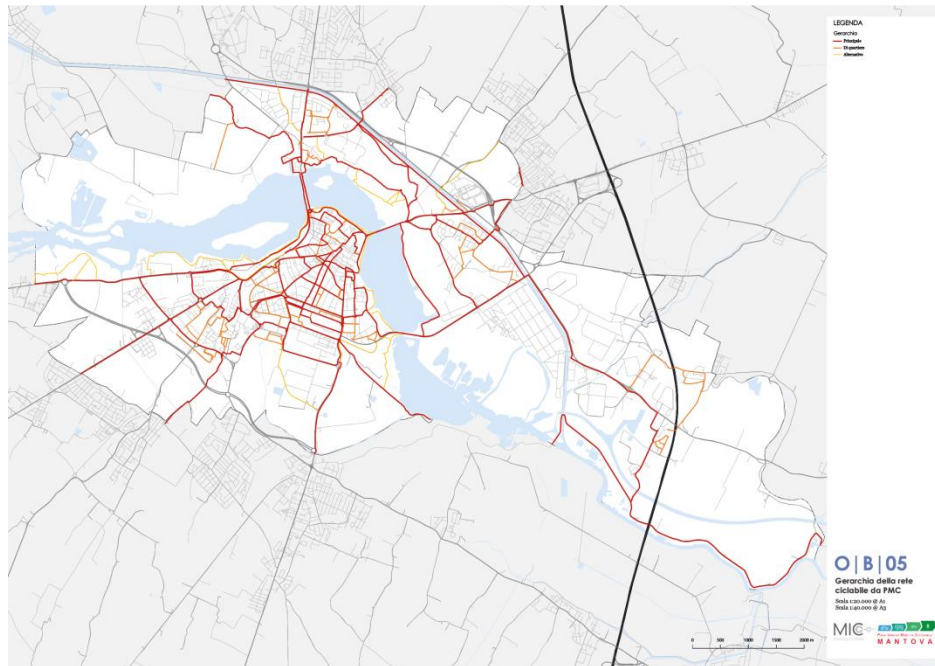 LEGENDA
Gerarchia
Principale
Di quartiere
Alternativo
O|B|05
Gerarchia della rete
ciclabile da PMC
Scala 1:20.000 @ A1
Scala 1:40.000 @ A3
MIC
MANTOVA
0 500 1000 1500 2000 m